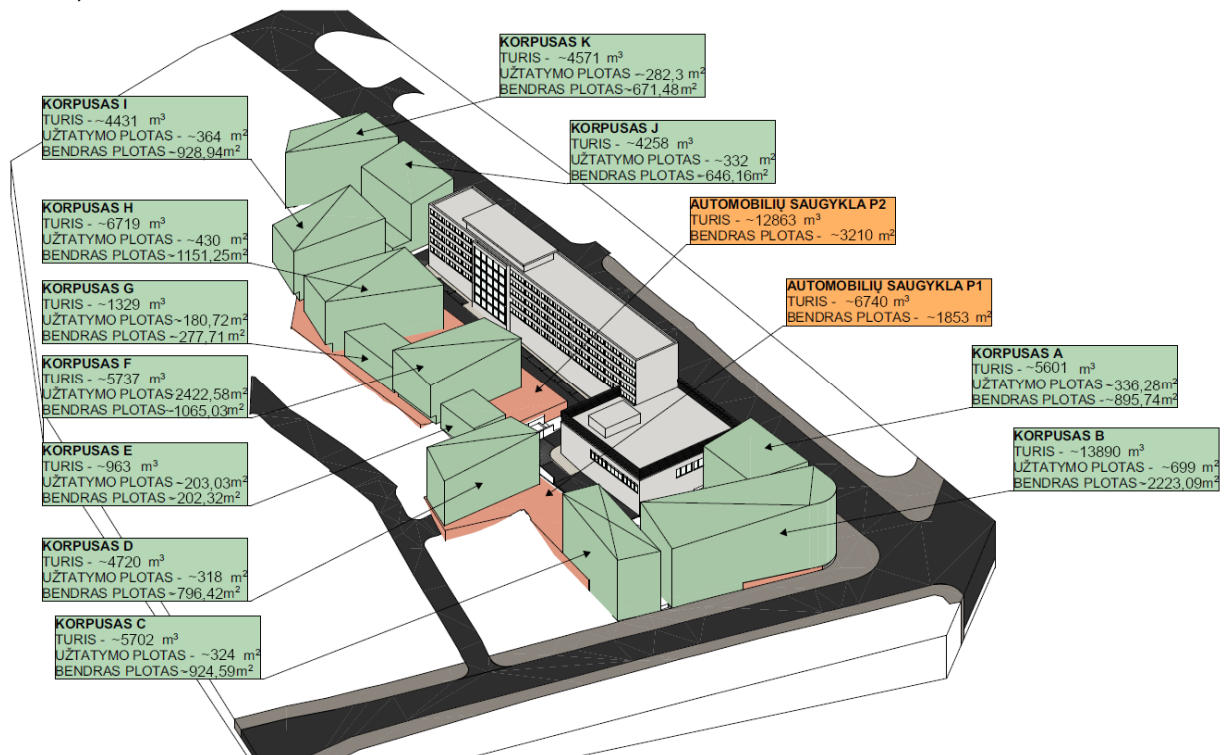 KORPUSAS K
TURIS - ~4571 m³
UŽTATYMO PLOTAS ~282,3 m²
BENDRAS PLOTAS~671,48m²
KORPUSAS I
TURIS - ~4431 m³
UŽTATYMO PLOTAS - ~364 m²
BENDRAS PLOTAS ~928,94m²
KORPUSAS J
TURIS - ~4258 m³
UŽTATYMO PLOTAS - ~332 m²
BENDRAS PLOTAS -~646,16m²
KORPUSAS H
TURIS - ~6719 m³
UŽTATYMO PLOTAS - ~430 m²
BENDRAS PLOTAS ~1151,25m²
AUTOMOBILIŲ SAUGYKLA P2
TURIS - ~12863 m³
BENDRAS PLOTAS - ~3210 m²
KORPUSAS G
TURIS - ~1329 m³
UŽTATYMO PLOTAS~180,72m²
BENDRAS PLOTAS -~277,71m²
AUTOMOBILIŲ SAUGYKLA P1
TURIS - ~6740 m³
BENDRAS PLOTAS - ~1853 m²
KORPUSAS F
TURIS - ~5737 m³
UŽTATYMO PLOTAS 2422,58m²
BENDRAS PLOTAS~1065,03m²
KORPUSAS A
TURIS - ~5601 m³
UŽTATYMO PLOTAS ~336,28m²
BENDRAS PLOTAS -~895,74m²
KORPUSAS E
TURIS - ~963 m³
UŽTATYMO PLOTAS -~203,03m²
BENDRAS PLOTAS -~202,32m²
KORPUSAS B
TURIS - ~13890 m³
UŽTATYMO PLOTAS - ~699 m²
BENDRAS PLOTAS~2223,09m²
KORPUSAS D
TURIS - ~4720 m³
UŽTATYMO PLOTAS - ~318 m²
BENDRAS PLOTAS -~796,42m²
KORPUSAS C
TURIS - ~5702 m³
UŽTATYMO PLOTAS - ~324 m²
BENDRAS PLOTAS ~924,59m²